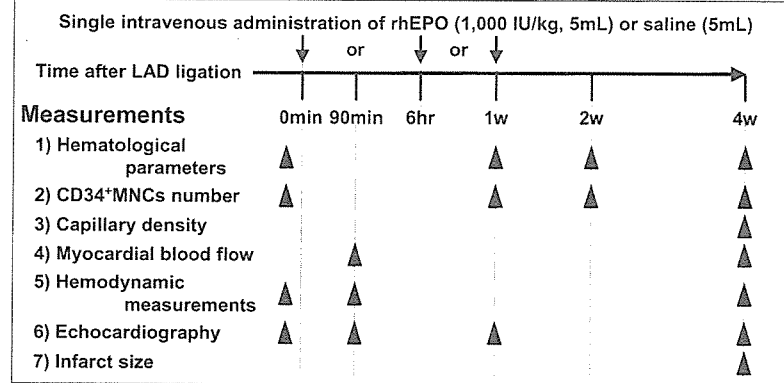 Single intravenous administration of rhEPO (1,000 IU/kg, 5mL) or saline (5mL)
or or
Time after LAD ligation
Measurements 0min 90min 6hr 1w 2w 4w
1) Hematological
parameters
2) CD34+MNCs number
3) Capillary density
4) Myocardial blood flow
5) Hemodynamic
measurements
6) Echocardiography
7) Infarct size